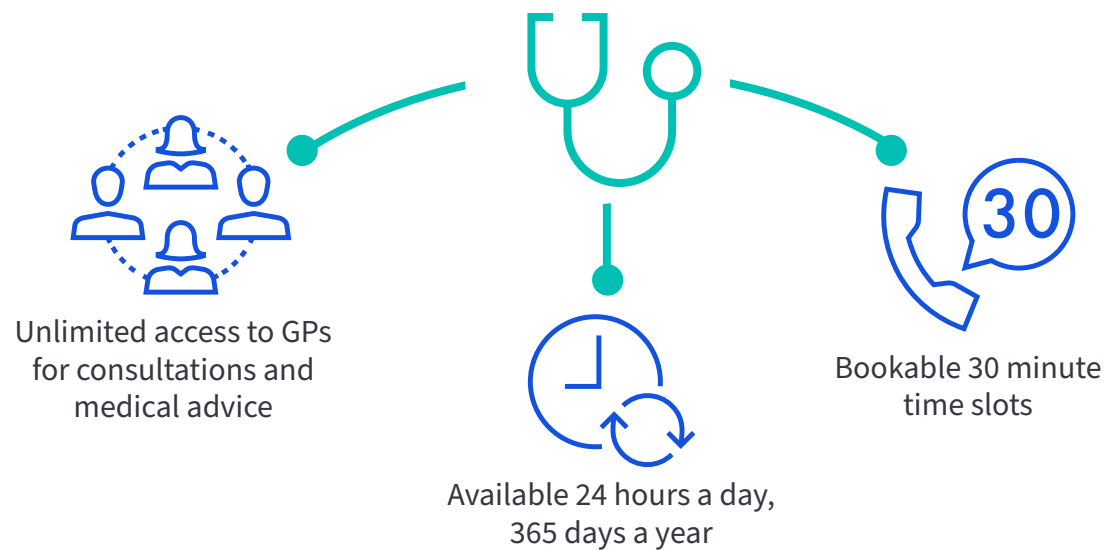 Unlimited access to GPs
for consultations and
medical advice
Available 24 hours a day,
365 days a year
30
Bookable 30 minute
time slots